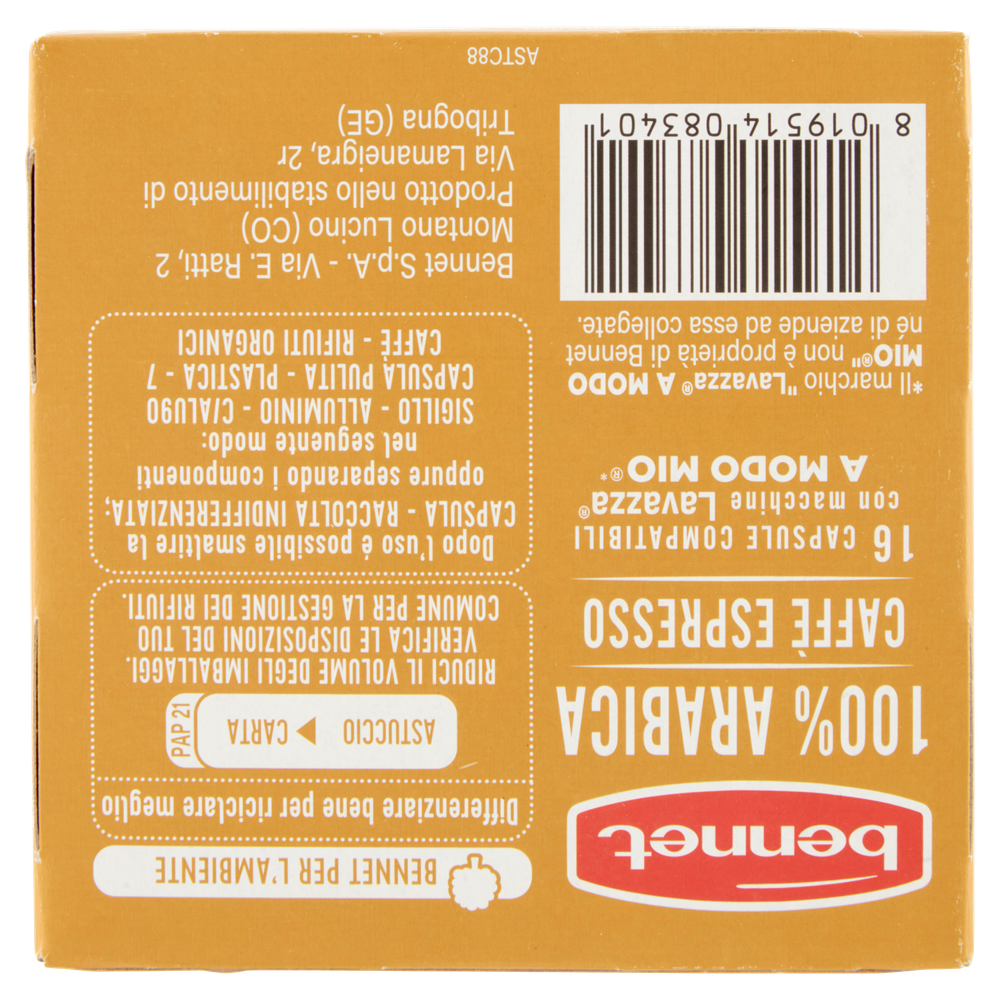 bennet
100% ARABICA
CAFFÈ ESPRESSO
16 CAPSULE COMPATIBILI
con macchine Lavazza®
A MODO MIO®*
*Il marchio "Lavazza® A MODO
MIO®" non è proprietà di Bennet
né di aziende ad essa collegate.
8 019514 083401
BENNET PER L'AMBIENTE
Differenziare bene per riciclare meglio
ASTUCCIO ▶ CARTA
PAP 21
RIDUCI IL VOLUME DEGLI IMBALLAGGI.
VERIFICA LE DISPOSIZIONI DEL TUO
COMUNE PER LA GESTIONE DEI RIFIUTI.
Dopo l'uso é possibile smaltire la
CAPSULA - RACCOLTA INDIFFERENZIATA;
oppure separando i componenti
nel seguente modo:
SIGILLO - ALLUMINIO - C/ALU90
CAPSULA PULITA - PLASTICA - 7
CAFFÈ - RIFIUTI ORGANICI
Bennet S.p.A. - Via E. Ratti, 2
Montano Lucino (CO)
Prodotto nello stabilimento di
Via Lamaneigra, 2r
Tribogna (GE)
ASTC88